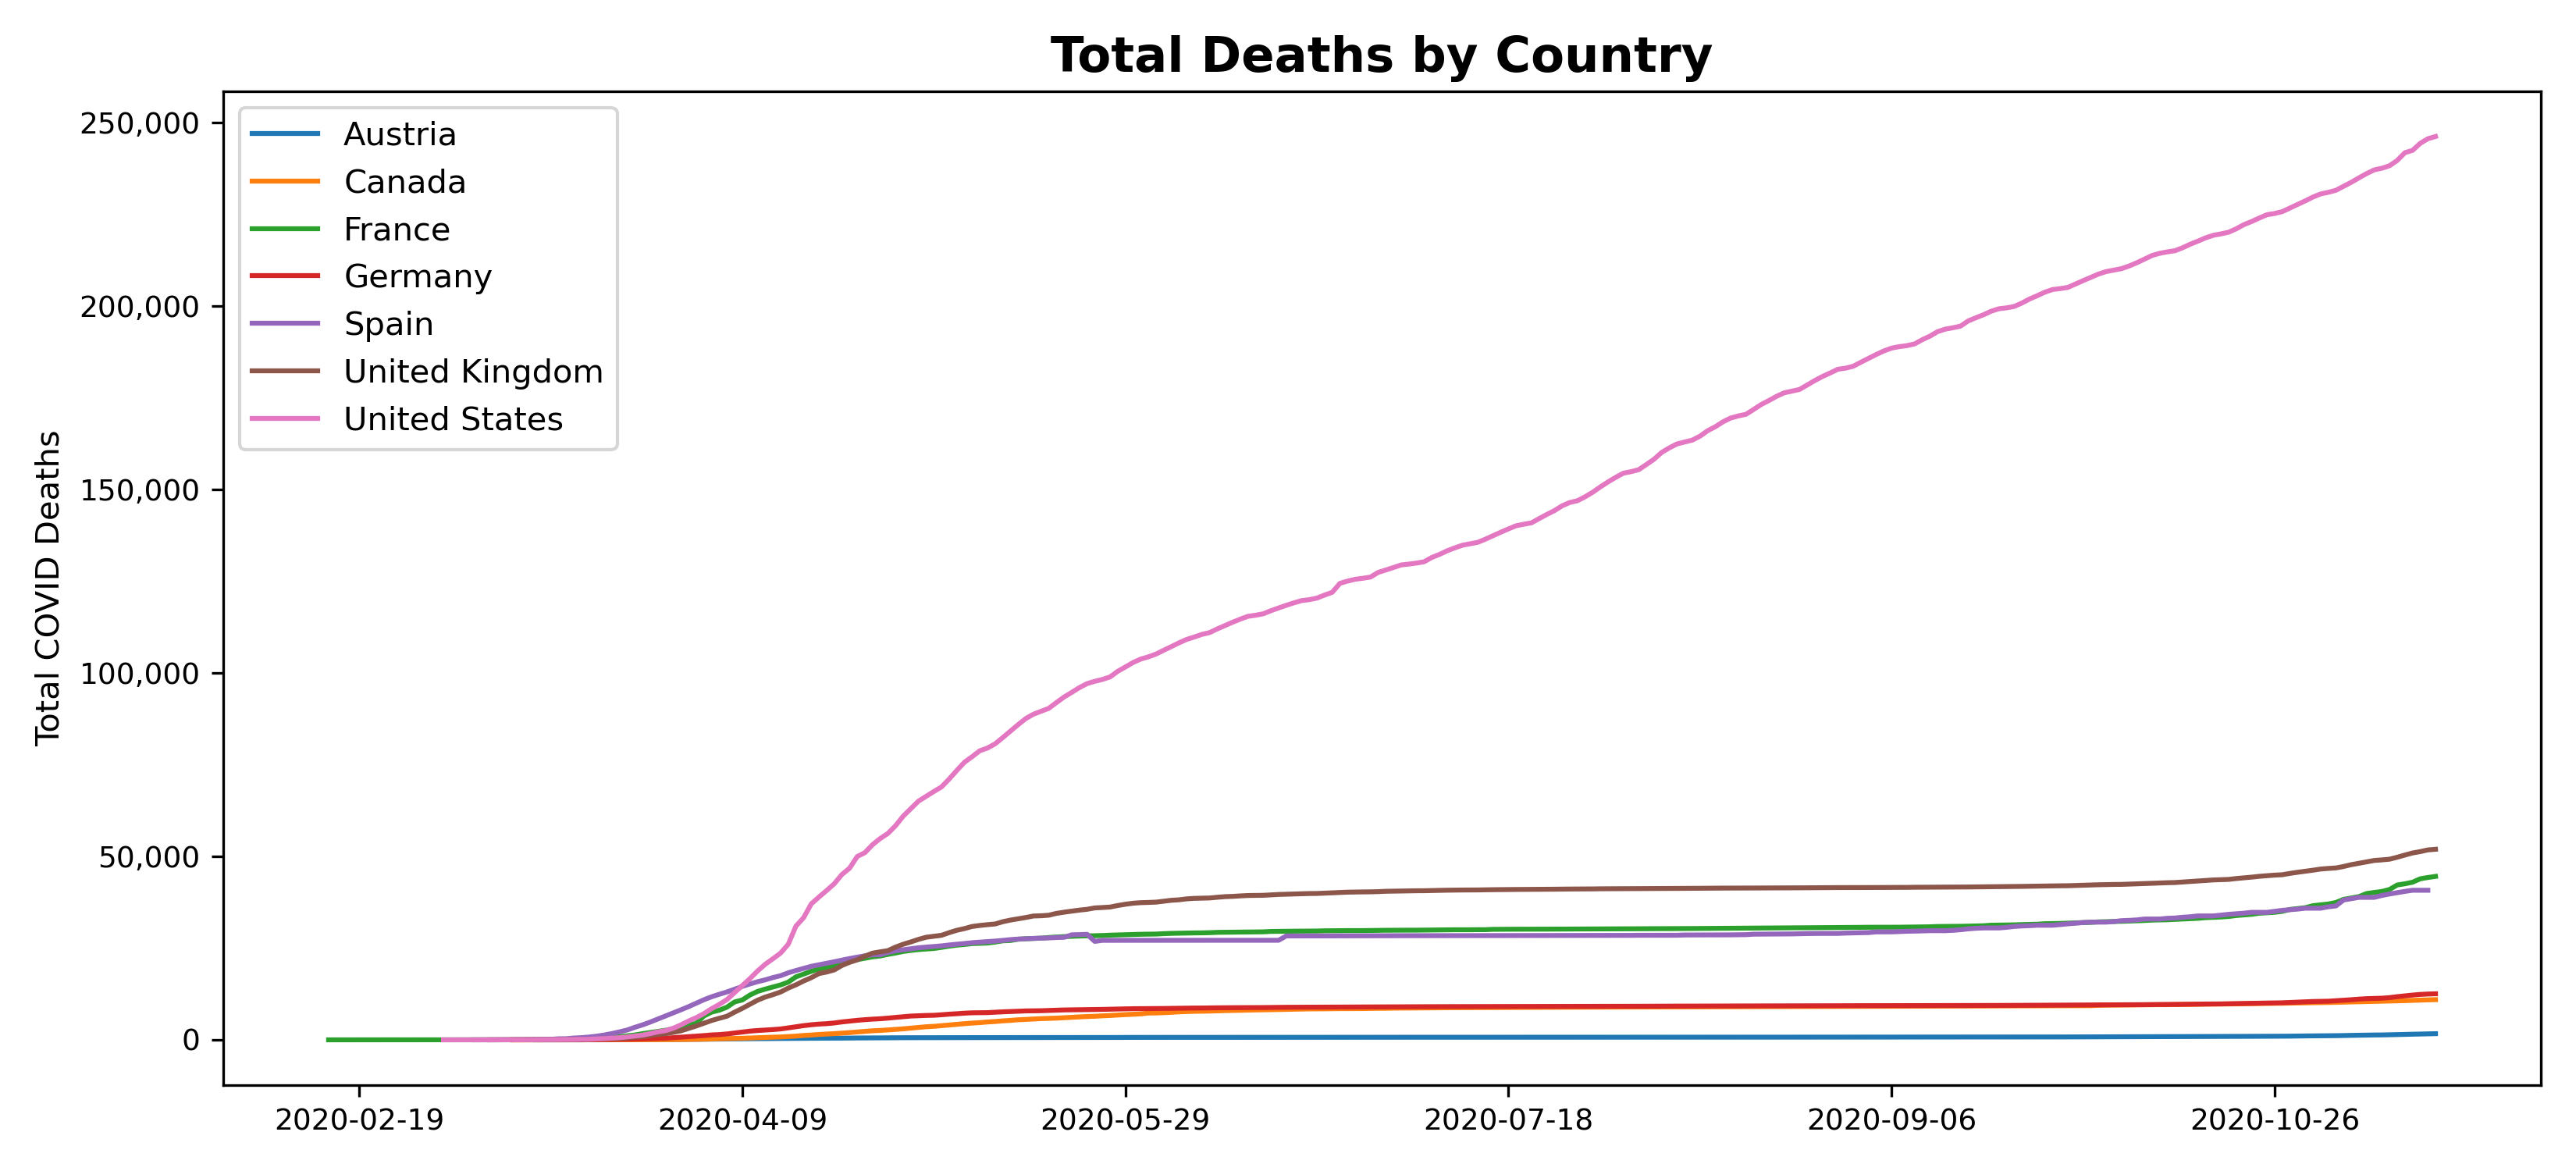 Total Deaths by Country
250,000
200,000
150,000
100,000
50,000
0
Total COVID Deaths
Austria
Canada
France
Germany
Spain
United Kingdom
United States
2020-02-19
2020-04-09
2020-05-29
2020-07-18
2020-09-06
2020-10-26